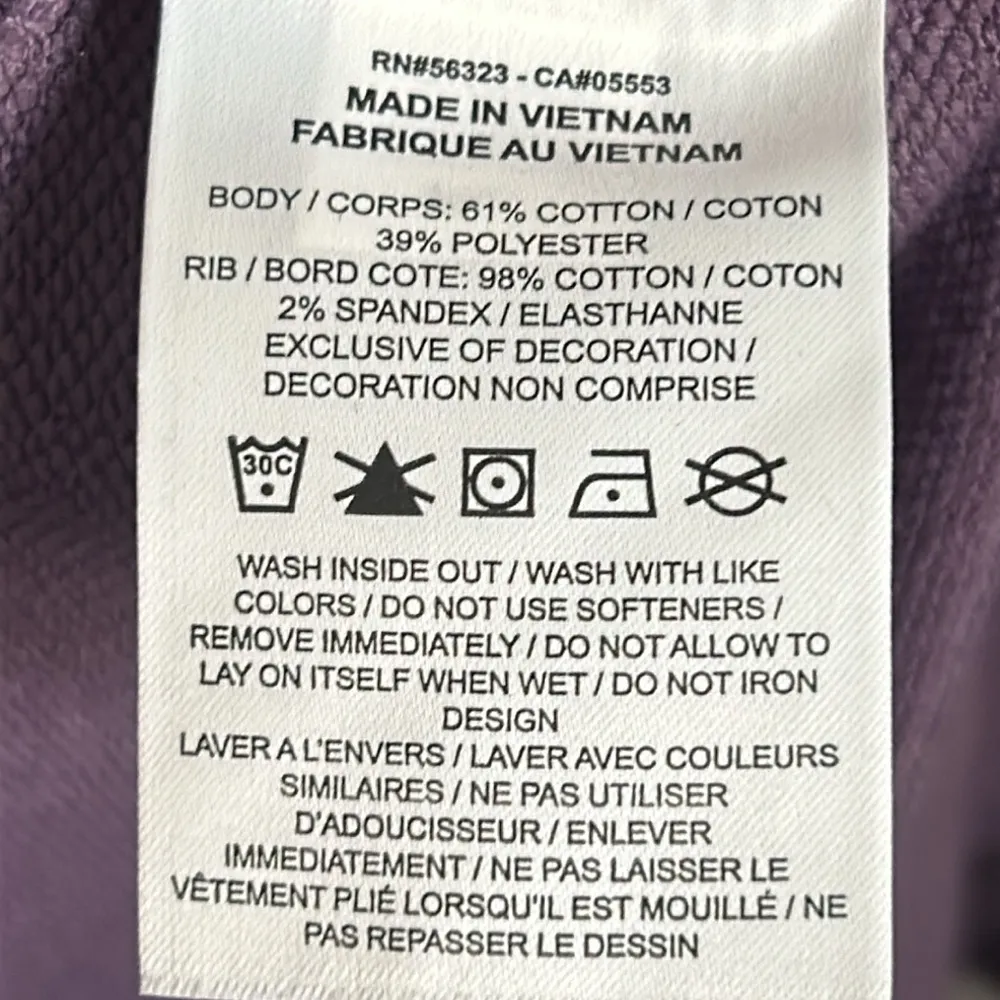 RN#56323 - CA#05553
MADE IN VIETNAM
FABRIQUE AU VIETNAM
BODY / CORPS: 61% COTTON / COTON
39% POLYESTER
RIB / BORD COTE: 98% COTTON / COTON
2% SPANDEX / ELASTHANNE
EXCLUSIVE OF DECORATION /
DECORATION NON COMPRISE
30C
WASH INSIDE OUT / WASH WITH LIKE
COLORS / DO NOT USE SOFTENERS /
REMOVE IMMEDIATELY / DO NOT ALLOW TO
LAY ON ITSELF WHEN WET / DO NOT IRON
DESIGN
LAVER A L'ENVERS / LAVER AVEC COULEURS
SIMILAIRES / NE PAS UTILISER
D'ADOUCISSEUR / ENLEVER
IMMEDIATEMENT / NE PAS LAISSER LE
VÊTEMENT PLIÉ LORSQU'IL EST MOUILLÉ / NE
PAS REPASSER LE DESSIN